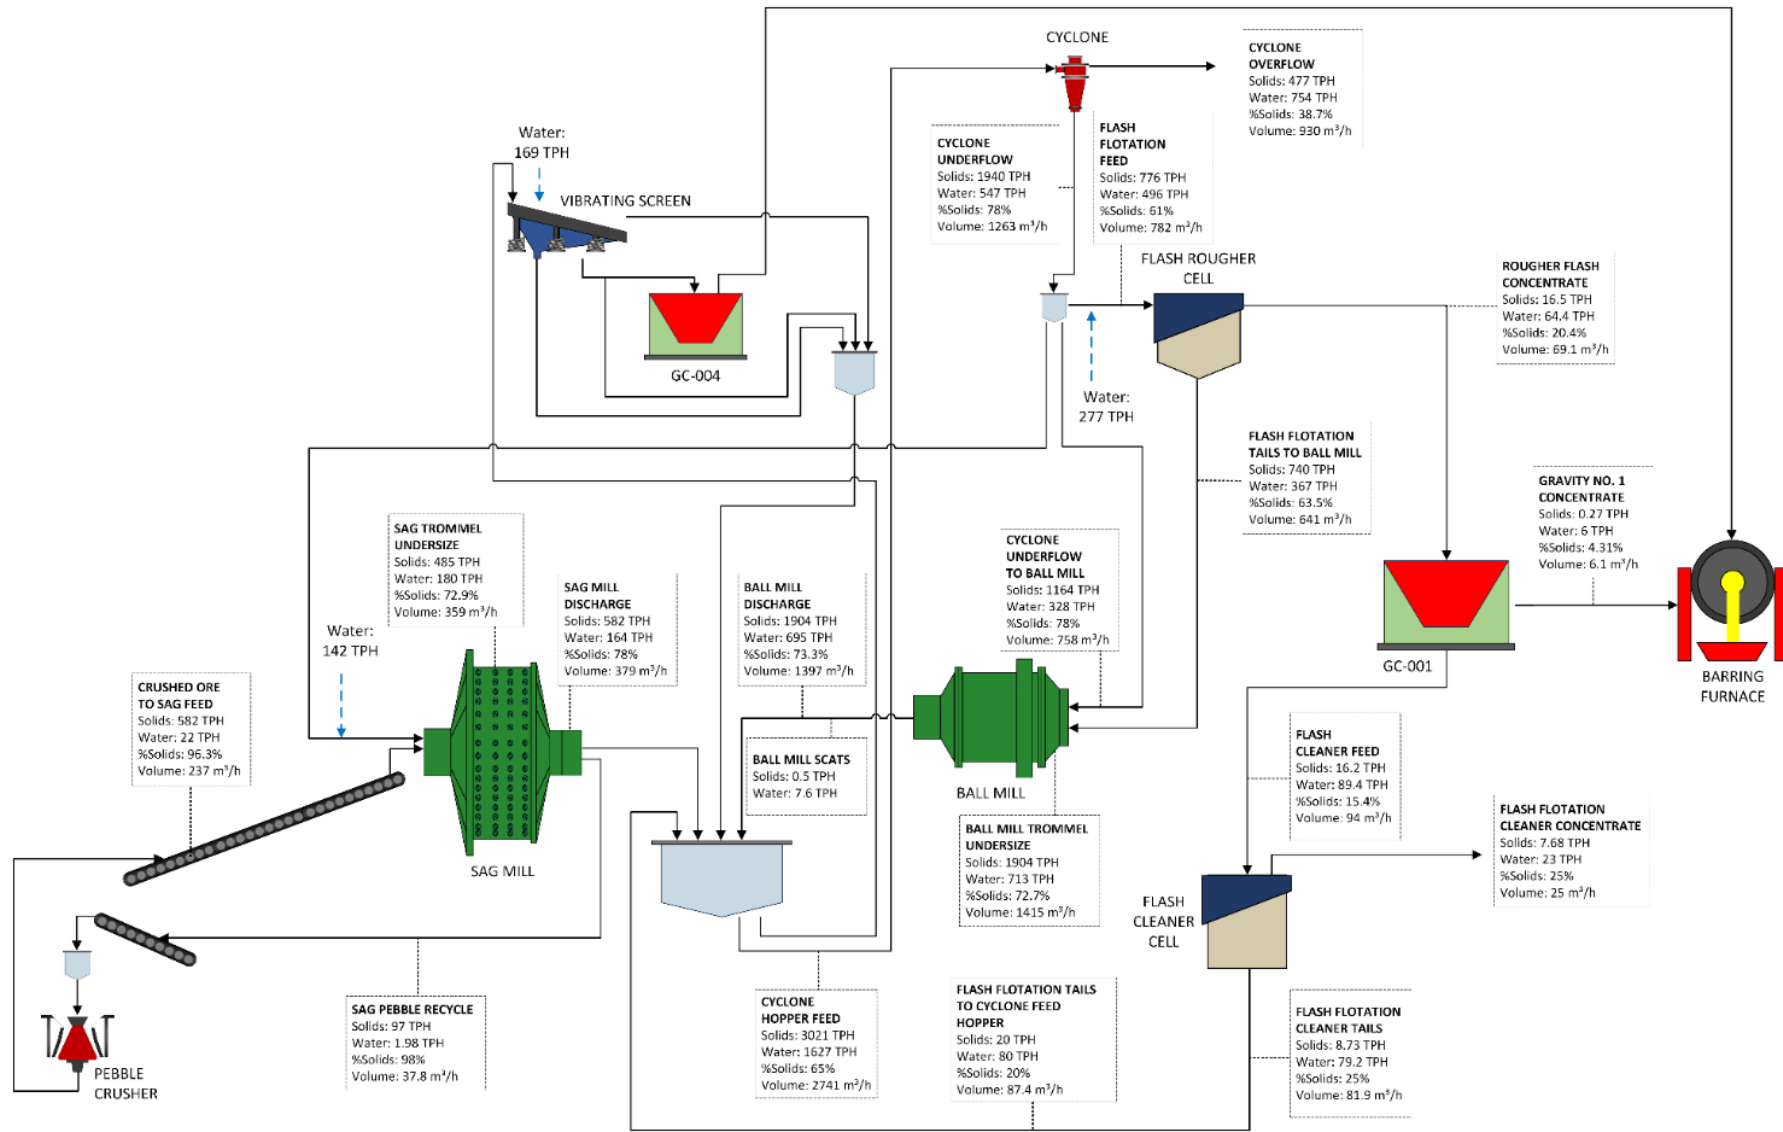 CYCLONE
CYCLONE
OVERFLOW
Solids: 477 TPH
Water: 754 TPH
%Solids: 38.7%
Volume: 930 m³/h
Water:
169 TPH
VIBRATING SCREEN
CYCLONE
UNDERFLOW
Solids: 1940 TPH
Water: 547 TPH
%Solids: 78%
Volume: 1263 m³/h
FLASH
FLOTATION
FEED
Solids: 776 TPH
Water: 496 TPH
%Solids: 61%
Volume: 782 m³/h
FLASH ROUGHER
CELL
ROUGHER FLASH
CONCENTRATE
Solids: 16.5 TPH
Water: 64.4 TPH
%Solids: 20.4%
Volume: 69.1 m³/h
GC-004
Water:
277 TPH
FLASH FLOTATION
TAILS TO BALL MILL
Solids: 740 TPH
Water: 367 TPH
%Solids: 63.5%
Volume: 641 m³/h
GRAVITY NO. 1
CONCENTRATE
Solids: 0.27 TPH
Water: 6 TPH
%Solids: 4.31%
Volume: 6.1 m³/h
SAG TROMMEL
UNDERSIZE
Solids: 485 TPH
Water: 180 TPH
%Solids: 72.9%
Volume: 359 m³/h
SAG MILL
DISCHARGE
Solids: 582 TPH
Water: 164 TPH
%Solids: 78%
Volume: 379 m³/h
BALL MILL
DISCHARGE
Solids: 1904 TPH
Water: 695 TPH
%Solids: 73.3%
Volume: 1397 m³/h
CYCLONE
UNDERFLOW
TO BALL MILL
Solids: 1164 TPH
Water: 328 TPH
%Solids: 78%
Volume: 758 m³/h
Water:
142 TPH
GC-001
BARRING
FURNACE
CRUSHED ORE
TO SAG FEED
Solids: 582 TPH
Water: 22 TPH
%Solids: 96.3%
Volume: 237 m³/h
BALL MILL SCATS
Solids: 0.5 TPH
Water: 7.6 TPH
BALL MILL
FLASH
CLEANER FEED
Solids: 16.2 TPH
Water: 89.4 TPH
%Solids: 15.4%
Volume: 94 m³/h
SAG MILL
BALL MILL TROMMEL
UNDERSIZE
Solids: 1904 TPH
Water: 713 TPH
%Solids: 72.7%
Volume: 1415 m³/h
FLASH FLOTATION
CLEANER CONCENTRATE
Solids: 7.68 TPH
Water: 23 TPH
%Solids: 25%
Volume: 25 m³/h
FLASH
CLEANER
CELL
SAG PEBBLE RECYCLE
Solids: 97 TPH
Water: 1.98 TPH
%Solids: 98%
Volume: 37.8 m³/h
CYCLONE
HOPPER FEED
Solids: 3021 TPH
Water: 1627 TPH
%Solids: 65%
Volume: 2741 m³/h
FLASH FLOTATION TAILS
TO CYCLONE FEED
HOPPER
Solids: 20 TPH
Water: 80 TPH
%Solids: 20%
Volume: 87.4 m³/h
FLASH FLOTATION
CLEANER TAILS
Solids: 8.73 TPH
Water: 79.2 TPH
%Solids: 25%
Volume: 81.9 m³/h
PEBBLE
CRUSHER